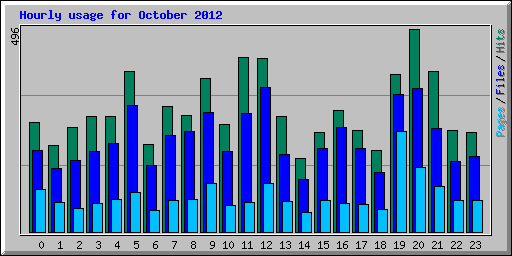 Hourly usage for October 2012
496
Pages/Files/Hits
0 1 2 3 4 5 6 7 8 9 10 11 12 13 14 15 16 17 18 19 20 21 22 23